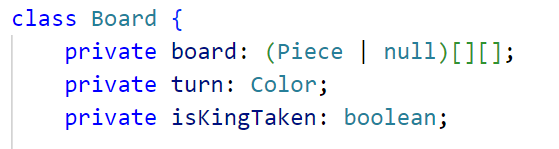 class Board {
    private board: (Piece | null)[][];
    private turn: Color;
    private isKingTaken: boolean;